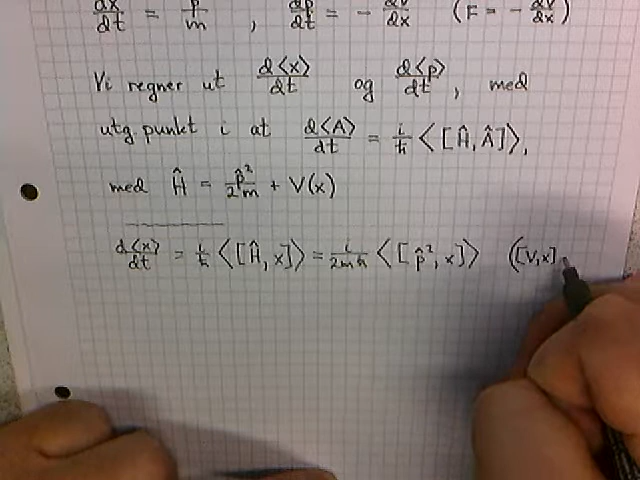 dx/dt = p/m , dp/dt = - dV/dx (F = - dV/dx)
Vi regner ut d⟨x⟩/dt og d⟨p⟩/dt, med
utg.punkt i at d⟨A⟩/dt = i/ħ ⟨[Ĥ, Â]⟩,
med Ĥ = p̂²/2m + V(x)
d⟨x⟩/dt = i/ħ ⟨[Ĥ, x]⟩ = i/2mħ ⟨[p̂², x]⟩ ([V,x]